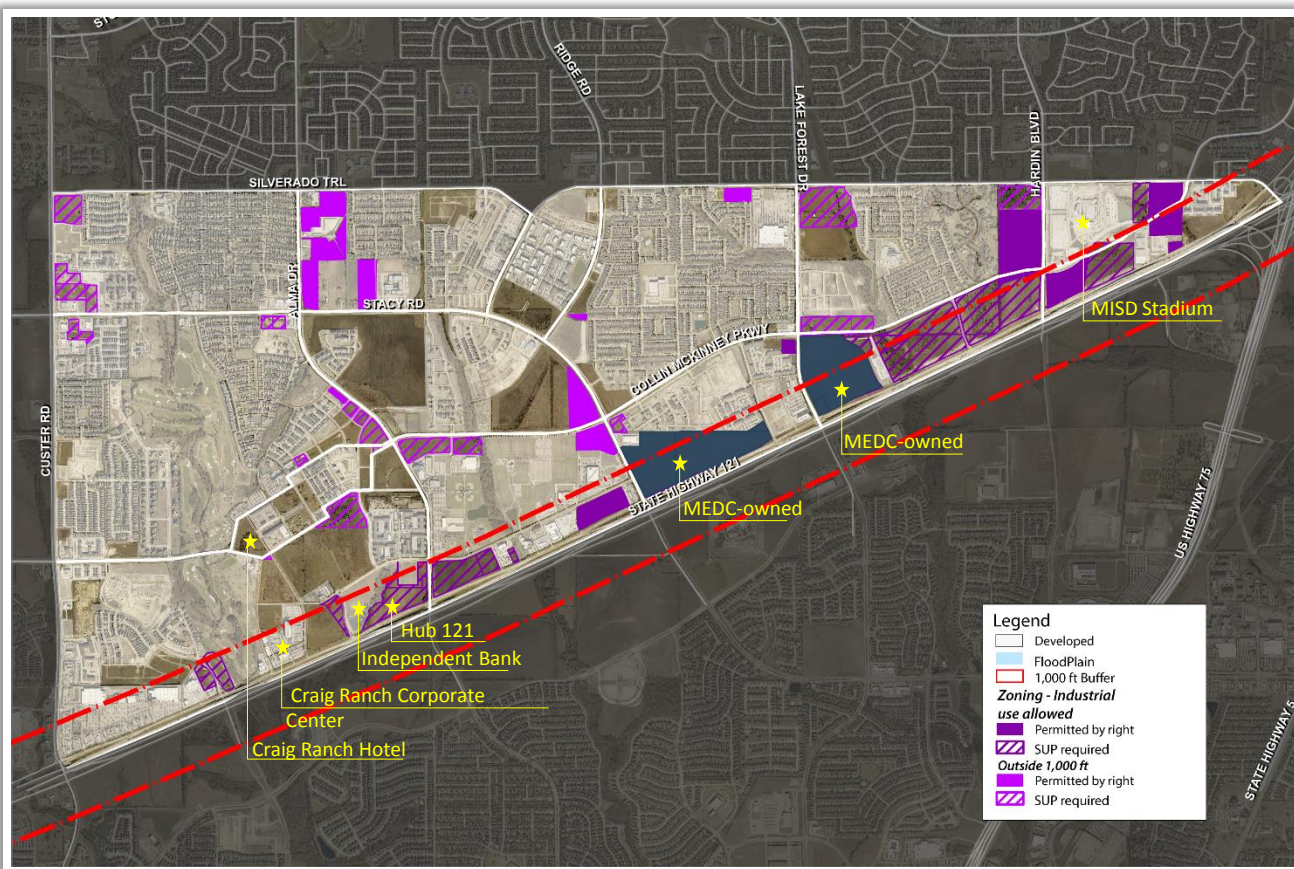 RIDGE RD
LAKE FOREST DR
HARDIN BLVD
SILVERADO TRL
ALMA DR
STACY RD
MISD Stadium
COLLIN MCKINNEY PKWY
CUSTER RD
MEDC-owned
STATE HIGHWAY 121
MEDC-owned
US HIGHWAY 75
STATE HIGHWAY 5
Hub 121
Independent Bank
Craig Ranch Corporate
Center
Craig Ranch Hotel
Legend
Developed
FloodPlain
1,000 ft Buffer
Zoning - Industrial
use allowed
Permitted by right
SUP required
Outside 1,000 ft
Permitted by right
SUP required